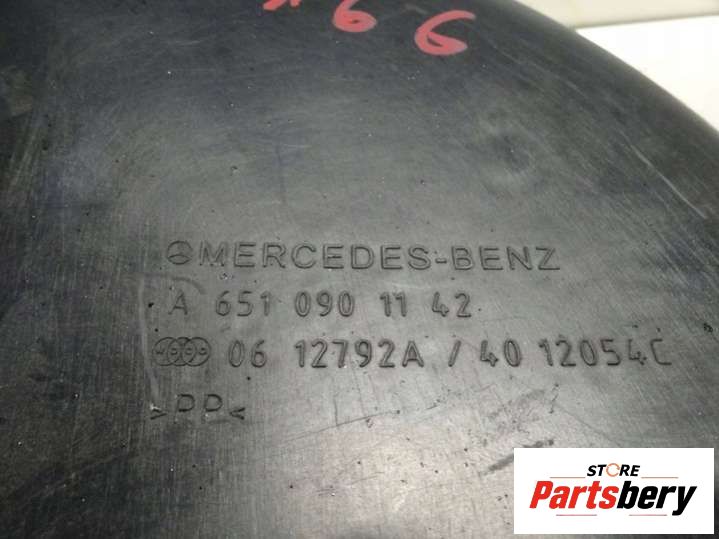 66
MERCEDES-BENZ
A 651 090 11 42
06 12792A / 40 12054C
>PP<
STORE
Partsbery